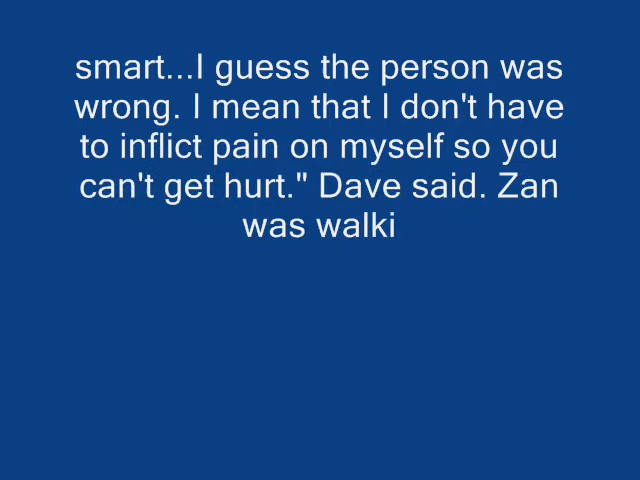 smart...I guess the person was
wrong. I mean that I don't have
to inflict pain on myself so you
can't get hurt." Dave said. Zan
was walki